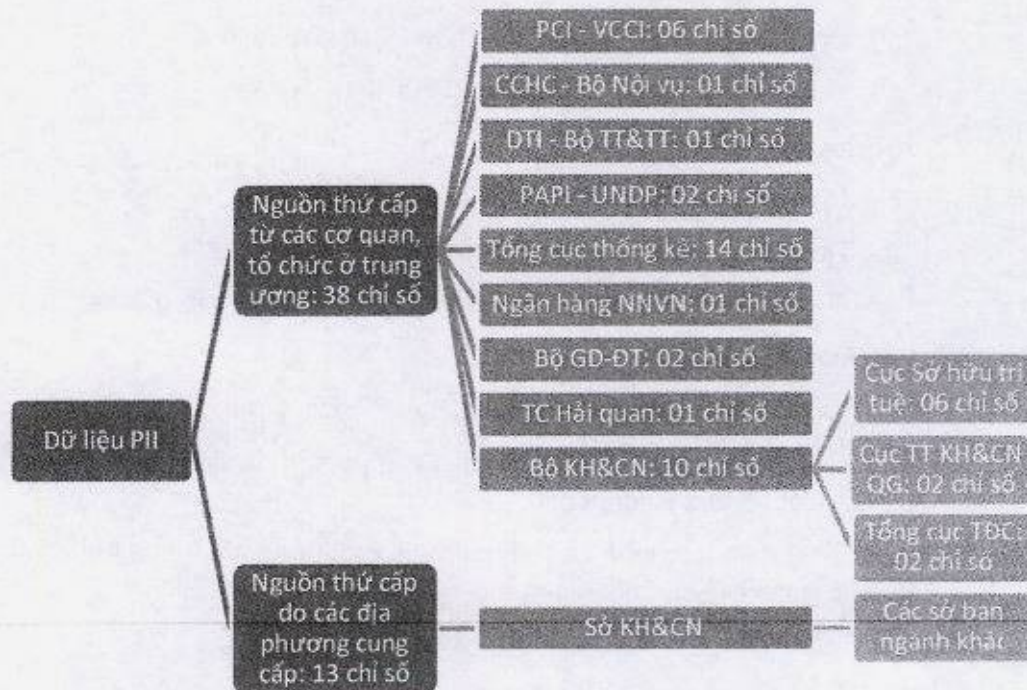 PCI - VCCI: 06 chỉ số
CCHC - Bộ Nội vụ: 01 chỉ số
DTI - Bộ TT&TT: 01 chỉ số
PAPI - UNDP: 02 chỉ số
Nguồn thứ cấp
từ các cơ quan,
tổ chức ở trung
ương: 38 chỉ số
Tổng cục thống kê: 14 chỉ số
Ngân hàng NNVN: 01 chỉ số
Bộ GD-ĐT: 02 chỉ số
TC Hải quan: 01 chỉ số
Bộ KH&CN: 10 chỉ số
Cục Sở hữu trí
tuệ: 06 chỉ số
Cục TT KH&CN
QG: 02 chỉ số
Tổng cục TĐC:
02 chỉ số
Dữ liệu PII
Nguồn thứ cấp
do các địa
phương cung
cấp: 13 chỉ số
Sở KH&CN
Các sở ban
ngành khác